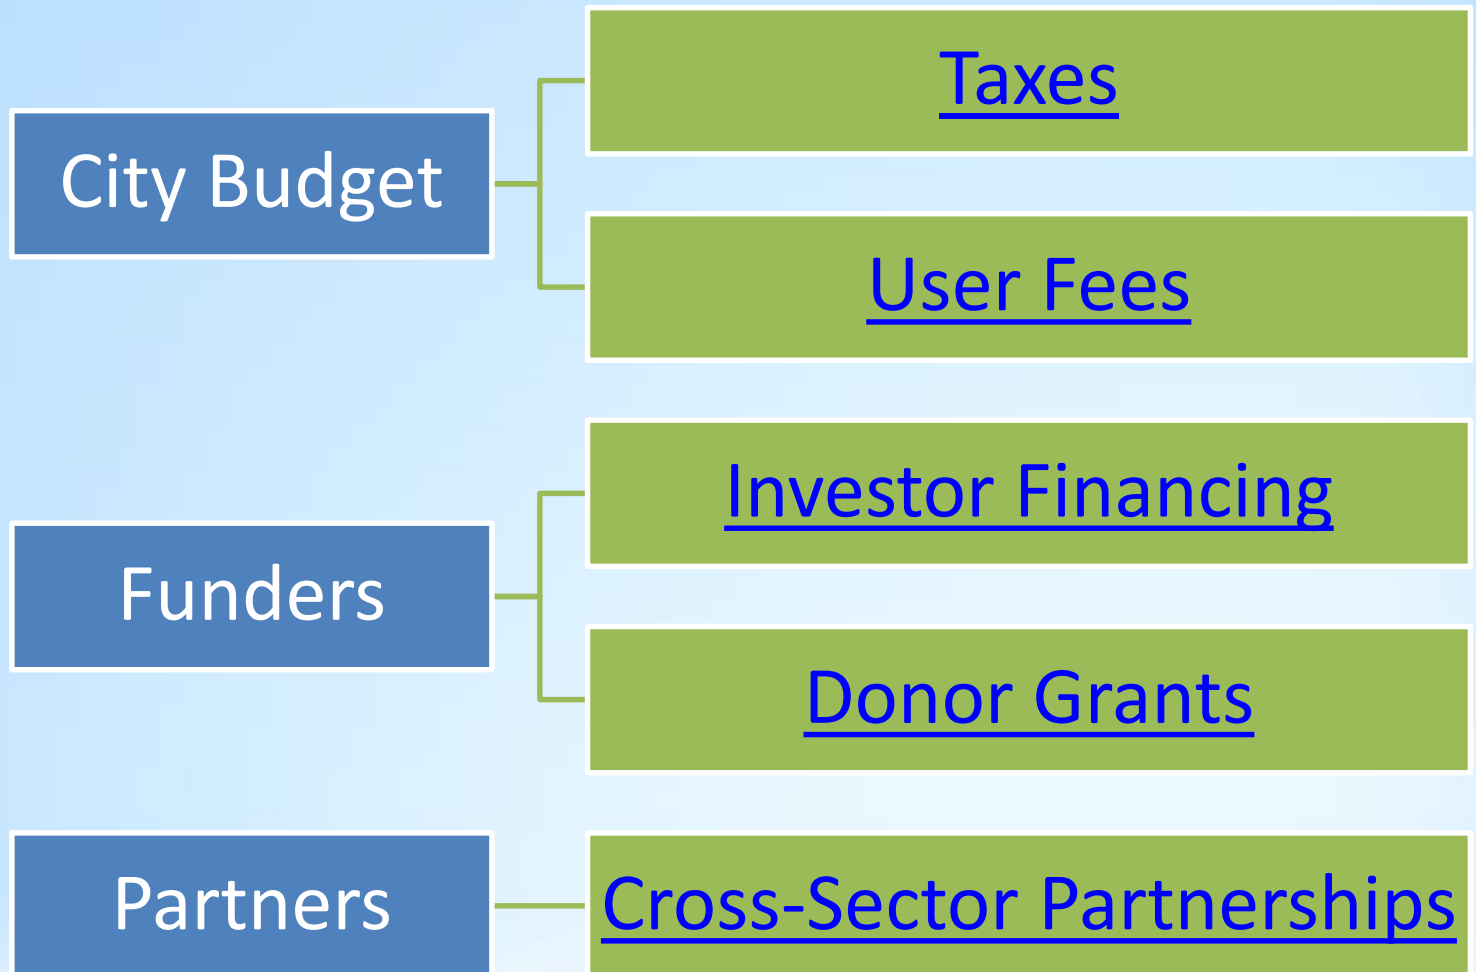 City Budget
Taxes
User Fees
Funders
Investor Financing
Donor Grants
Partners
Cross-Sector Partnerships